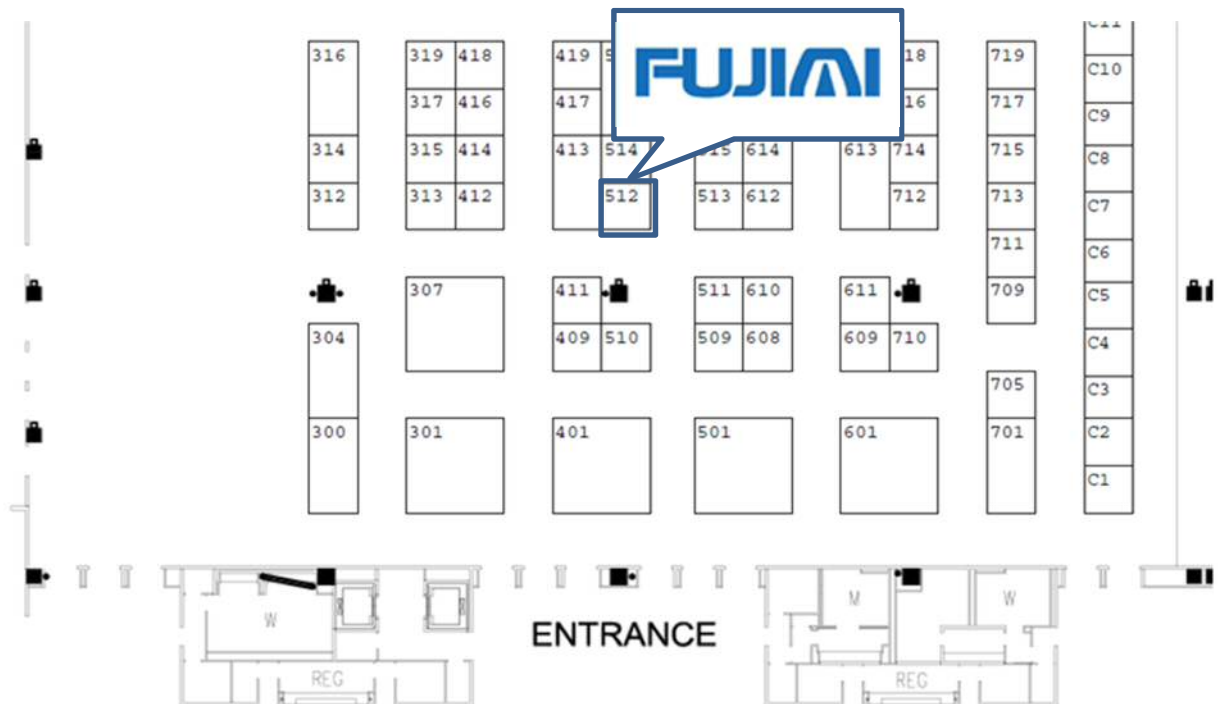 C11
316 319 418 419 5 18 719 C10
FUJIMI
317 416 417 16 717 C9
314 315 414 413 514 515 614 613 714 715 C8
312 313 412 512 513 612 712 713 C7
711 C6
307 411 511 610 611 709 C5
304 409 510 509 608 609 710 C4
705 C3
300 301 401 501 601 701 C2
C1
M W
W
ENTRANCE
REG REG